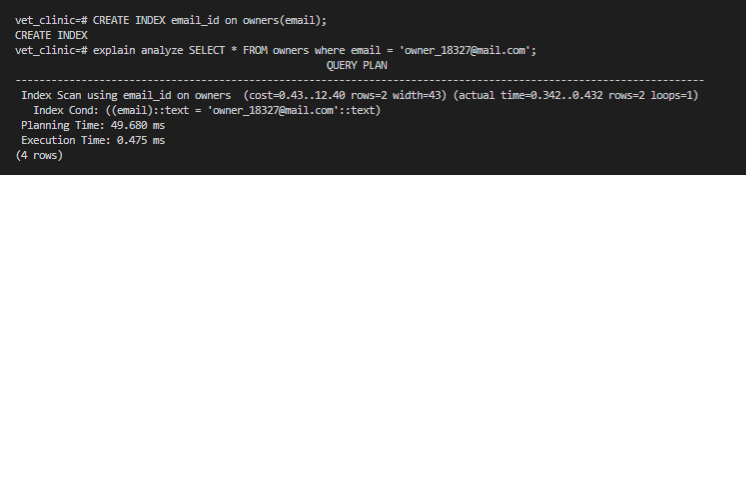 vet_clinic=# CREATE INDEX email_id on owners(email);
CREATE INDEX
vet_clinic=# explain analyze SELECT * FROM owners where email = 'owner_18327@mail.com';
QUERY PLAN
-------------------------------------------------------------------------------------------------------------------
Index Scan using email_id on owners  (cost=0.43..12.40 rows=2 width=43) (actual time=0.342..0.432 rows=2 loops=1)
Index Cond: ((email)::text = 'owner_18327@mail.com'::text)
Planning Time: 49.680 ms
Execution Time: 0.475 ms
(4 rows)